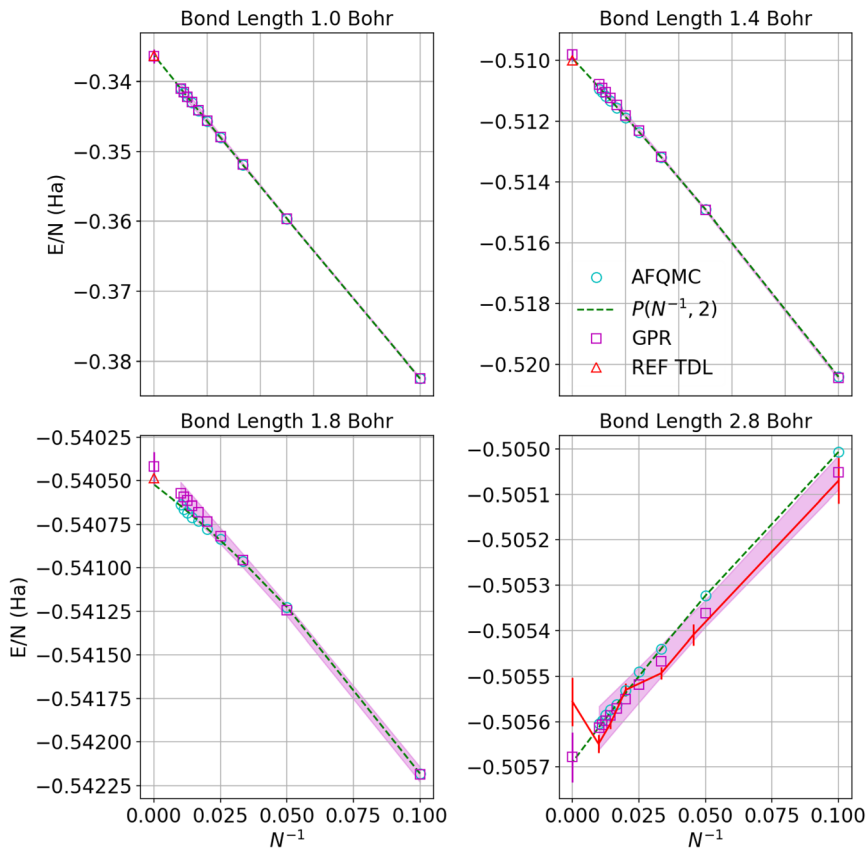 Bond Length 1.0 Bohr
Bond Length 1.4 Bohr
E/N (Ha)
−0.34
−0.35
−0.36
−0.37
−0.38
−0.510
−0.512
−0.514
−0.516
−0.518
−0.520
AFQMC
P(N⁻¹, 2)
GPR
REF TDL
Bond Length 1.8 Bohr
Bond Length 2.8 Bohr
E/N (Ha)
−0.54025
−0.54050
−0.54075
−0.54100
−0.54125
−0.54150
−0.54175
−0.54200
−0.54225
−0.5050
−0.5051
−0.5052
−0.5053
−0.5054
−0.5055
−0.5056
−0.5057
0.000 0.025 0.050 0.075 0.100
0.000 0.025 0.050 0.075 0.100
N⁻¹
N⁻¹